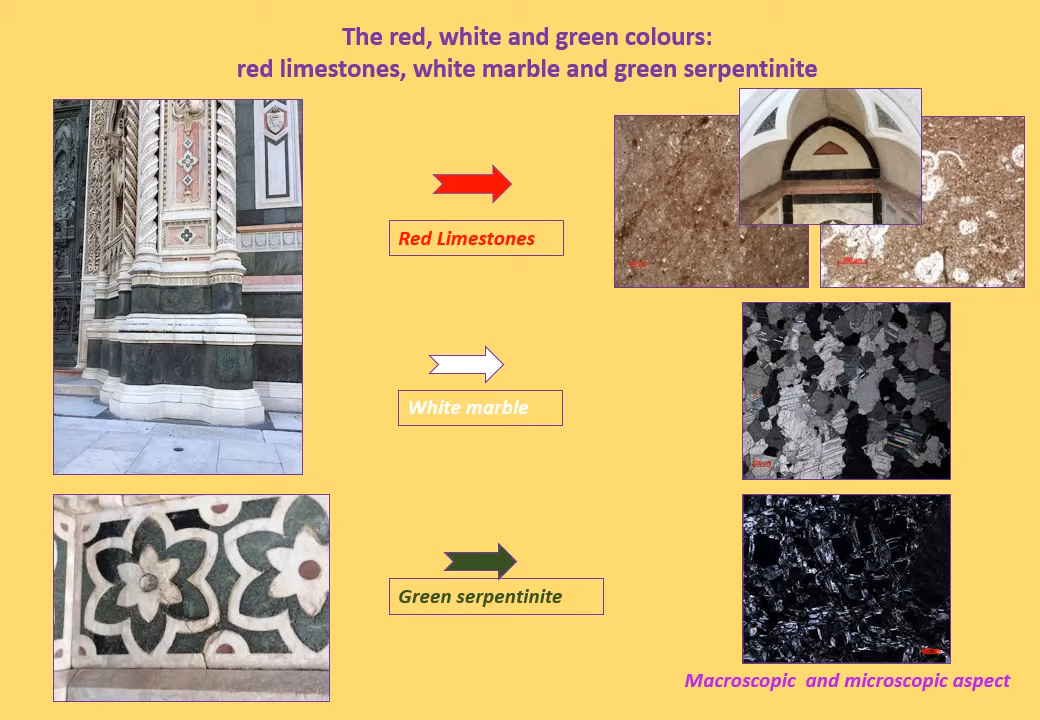 The red, white and green colours:
red limestones, white marble and green serpentinite
Red Limestones
White marble
Green serpentinite
Macroscopic  and microscopic aspect